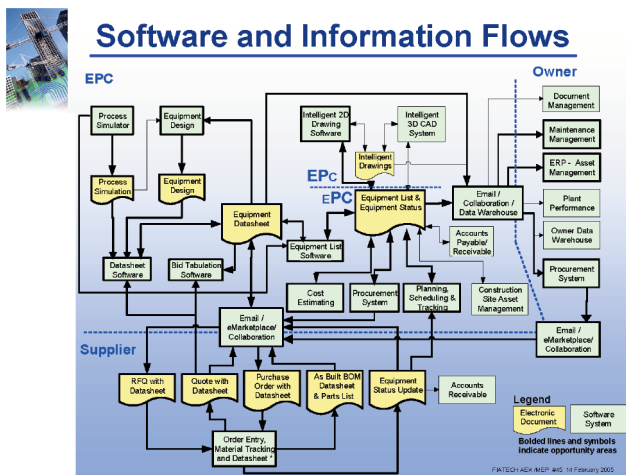 Software and Information Flows
EPC
Owner
Process
Simulator
Equipment
Design
Intelligent 2D
Drawing
Software
Intelligent
3D CAD
System
Document
Management
Maintenance
Management
ERP - Asset
Management
Process
Simulation
Equipment
Design
Intelligent
Drawings
EPC
EPC
Equipment
Datasheet
Equipment List &
Equipment Status
Email /
Collaboration /
Data Warehouse
Plant
Performance
Owner Data
Warehouse
Equipment List
Software
Accounts
Payable/
Receivable
Datasheet
Software
Bid Tabulation
Software
Procurement
System
Cost
Estimating
Procurement
System
Planning,
Scheduling &
Tracking
Construction
Site Asset
Management
Email /
eMarketplace/
Collaboration
Email /
eMarketplace/
Collaboration
Supplier
RFQ with
Datasheet
Quote with
Datasheet
Purchase
Order with
Datasheet
As Built BOM
Datasheet
& Parts List
Equipment
Status Update
Accounts
Receivable
Order Entry,
Material Tracking
and Datasheet *
Legend
Electronic
Document
Software
System
Bolded lines and symbols
indicate opportunity areas
FIATECH AEX /MEP #45 14 February 2005